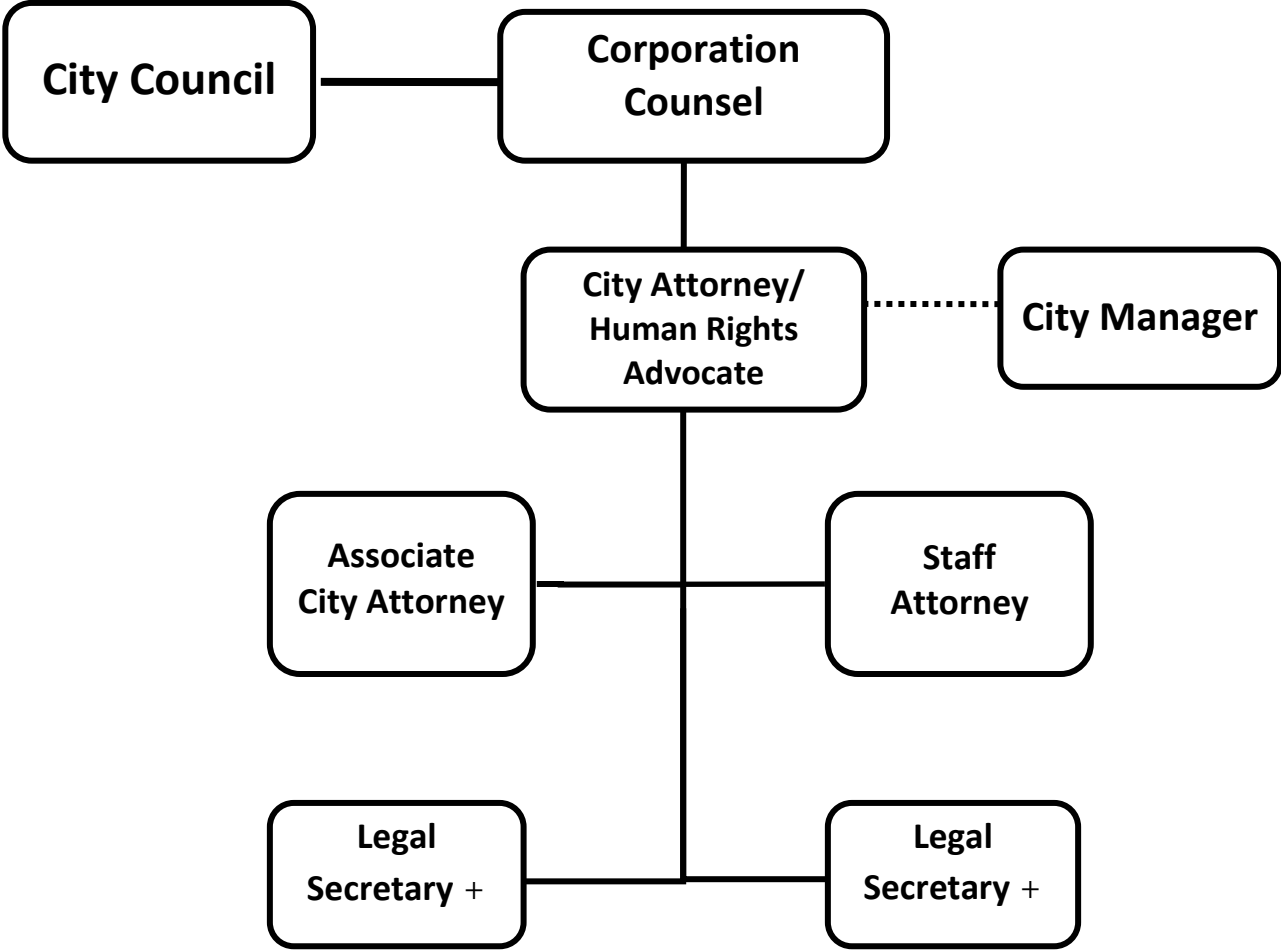 City Council
Corporation
Counsel
City Attorney/
Human Rights
Advocate
City Manager
Associate
City Attorney
Staff
Attorney
Legal
Secretary +
Legal
Secretary +